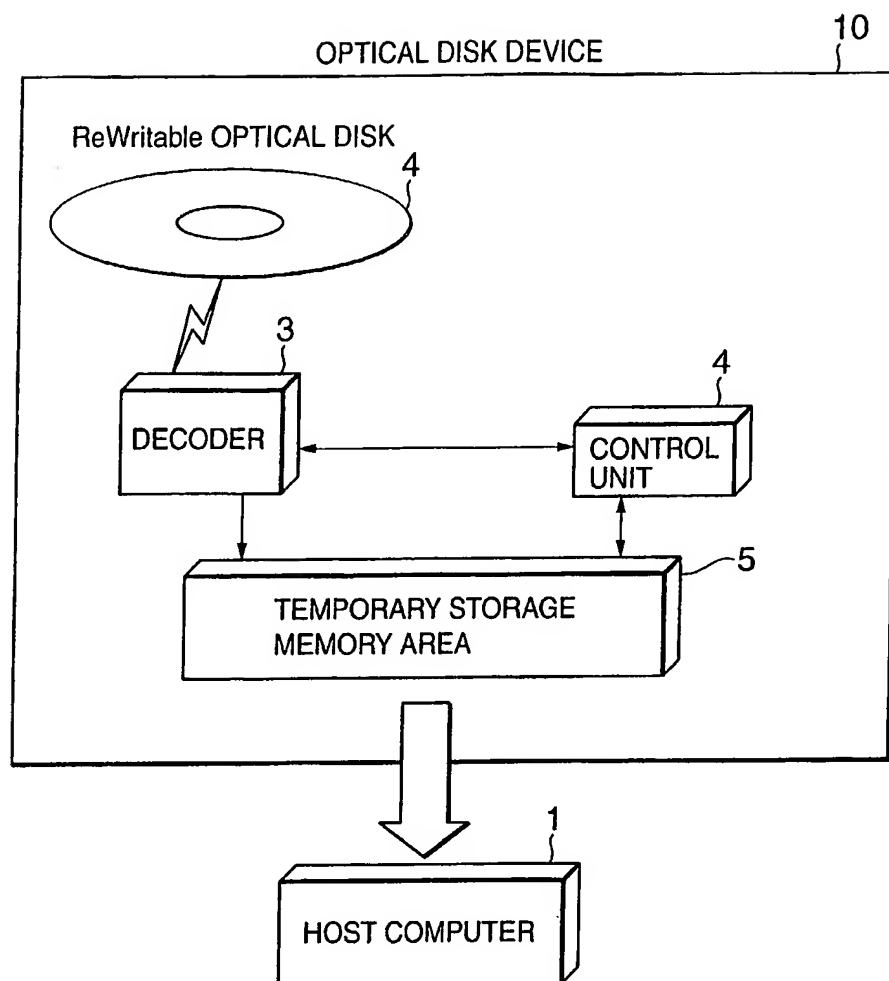 10
OPTICAL DISK DEVICE
ReWritable OPTICAL DISK
4
3
DECODER
4
CONTROL
UNIT
5
TEMPORARY STORAGE
MEMORY AREA
1
HOST COMPUTER